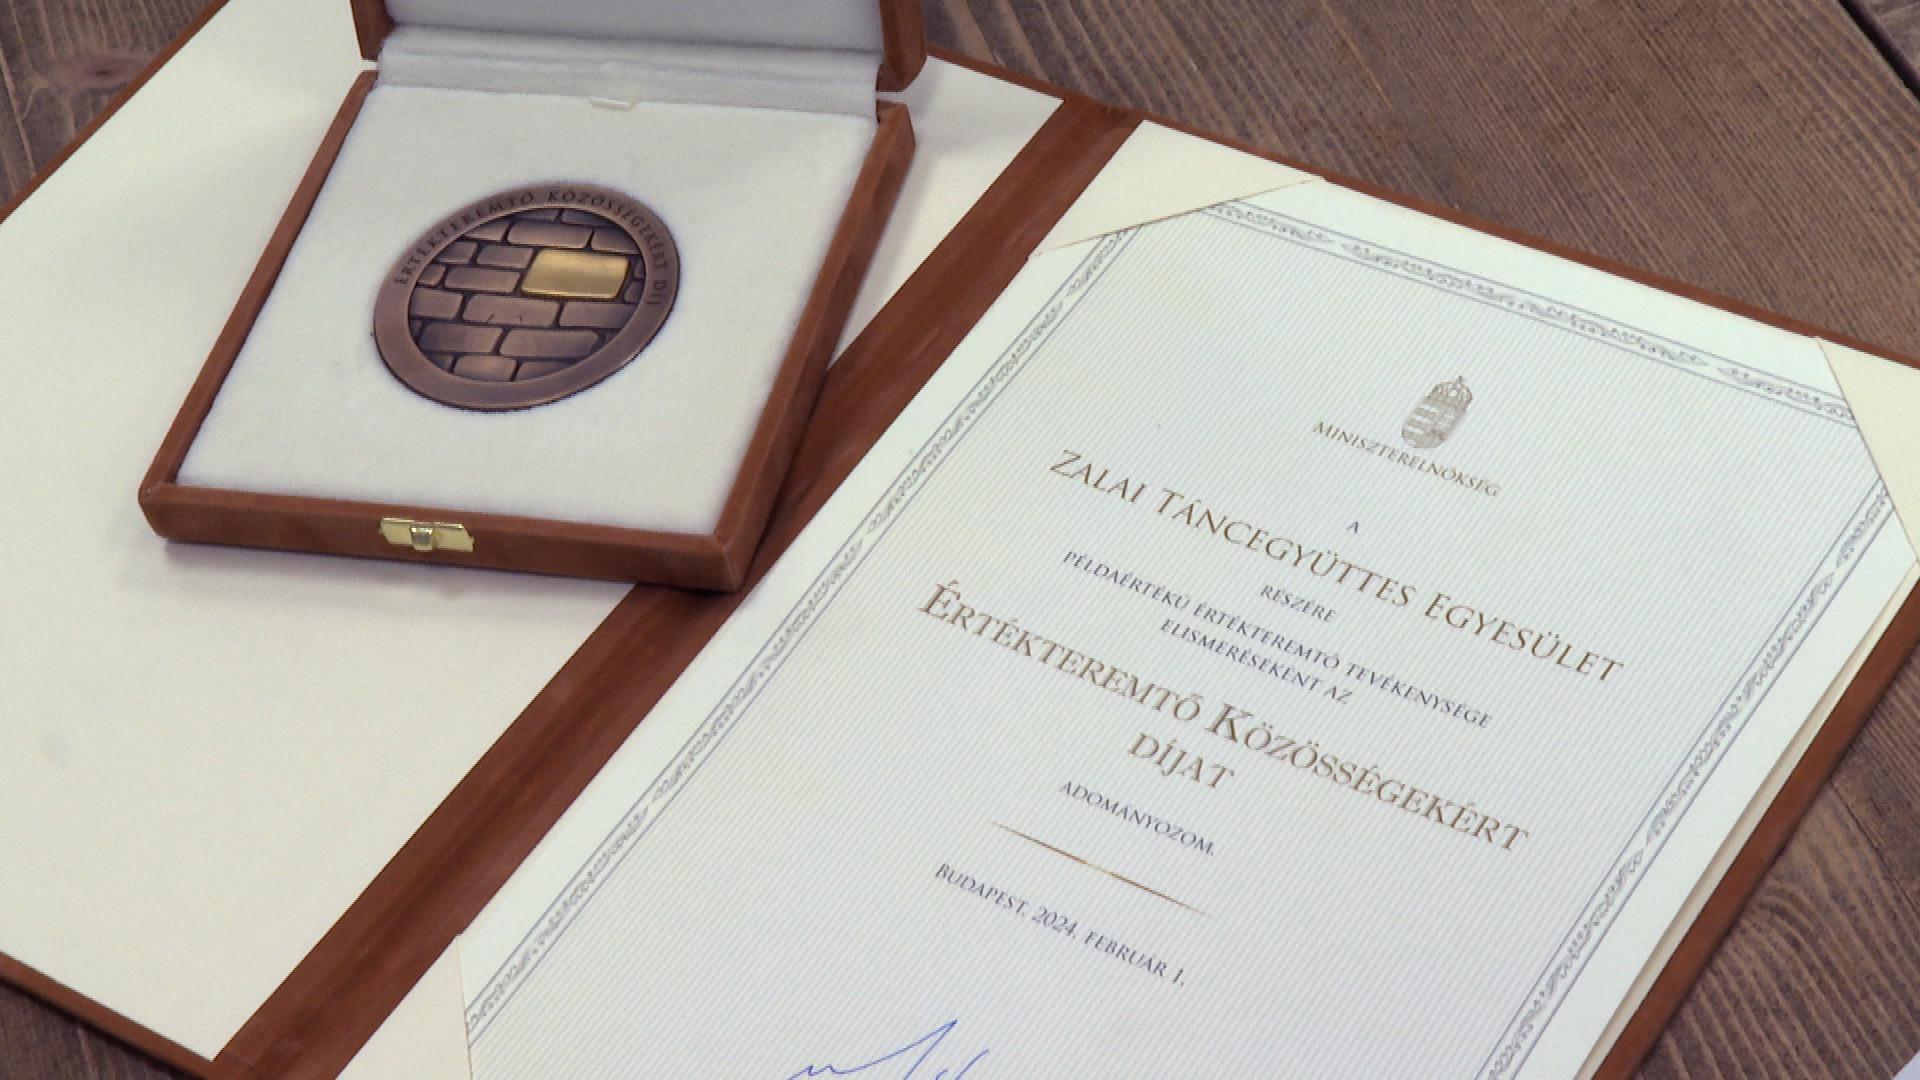 ÉRTÉKTEREMTŐ KÖZÖSSÉGEKÉRT DÍJ
MINISZTERELNÖKSÉG
A
ZALAI TÁNCEGYÜTTES EGYESÜLET
RÉSZÉRE
PÉLDAÉRTÉKŰ ÉRTÉKTEREMTŐ TEVÉKENYSÉGE
ELISMERÉSEKÉNT AZ
ÉRTÉKTEREMTŐ KÖZÖSSÉGEKÉRT
DÍJAT
ADOMÁNYOZOM.
BUDAPEST, 2024. FEBRUÁR 1.